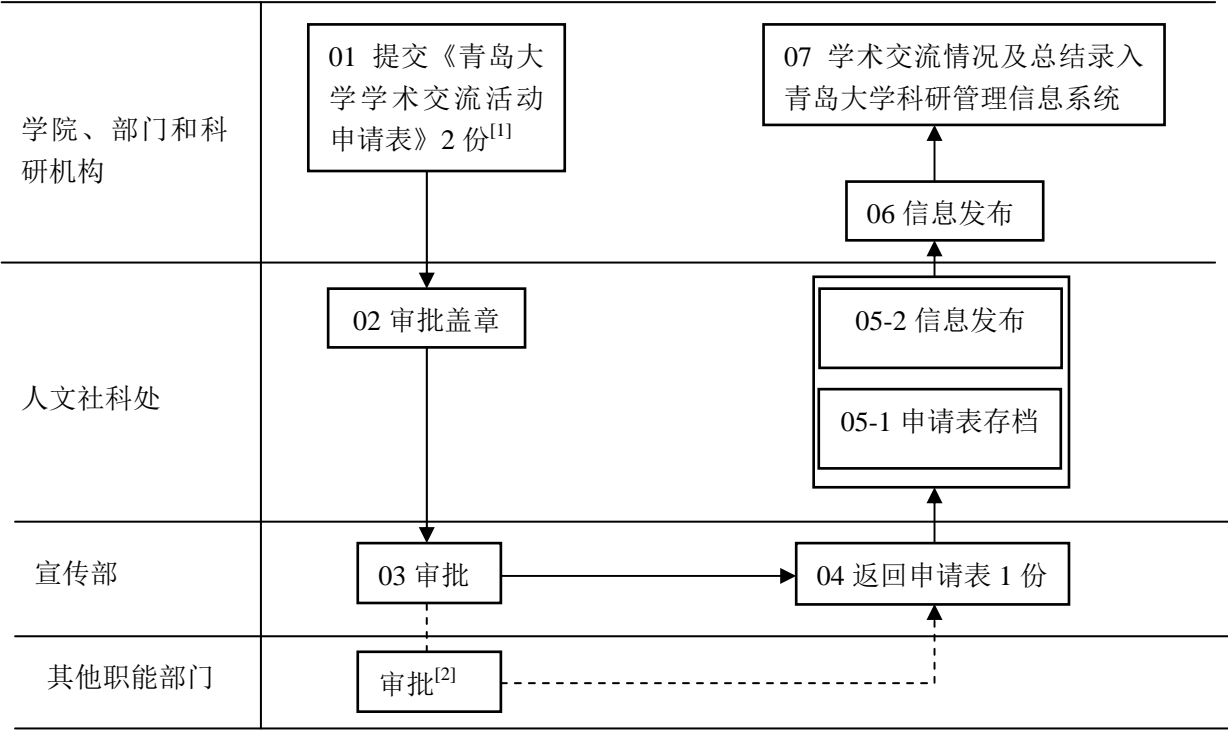 学院、部门和科
研机构
01 提交《青岛大
学学术交流活动
申请表》2 份[1]
07 学术交流情况及总结录入
青岛大学科研管理信息系统
06 信息发布
人文社科处
02 审批盖章
05-2 信息发布
05-1 申请表存档
宣传部
03 审批
04 返回申请表 1 份
其他职能部门
审批[2]